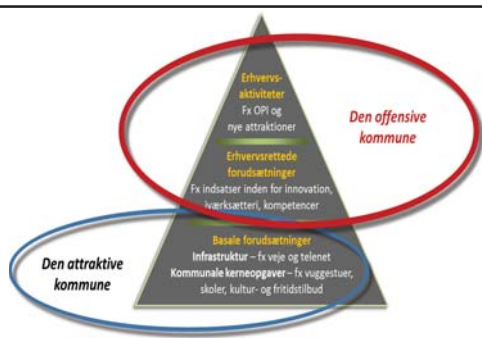 Erhvervs-
aktiviteter
Fx OPI og
nye attraktioner
Den offensive
kommune
Erhvervsrettede
forudsætninger
Fx indsatser inden for innovation,
iværksætteri, kompetencer
Den attraktive
kommune
Basale forudsætninger
Infrastruktur – fx veje og telenet
Kommunale kerneopgaver – fx vuggestuer,
skoler, kultur- og fritidstilbud